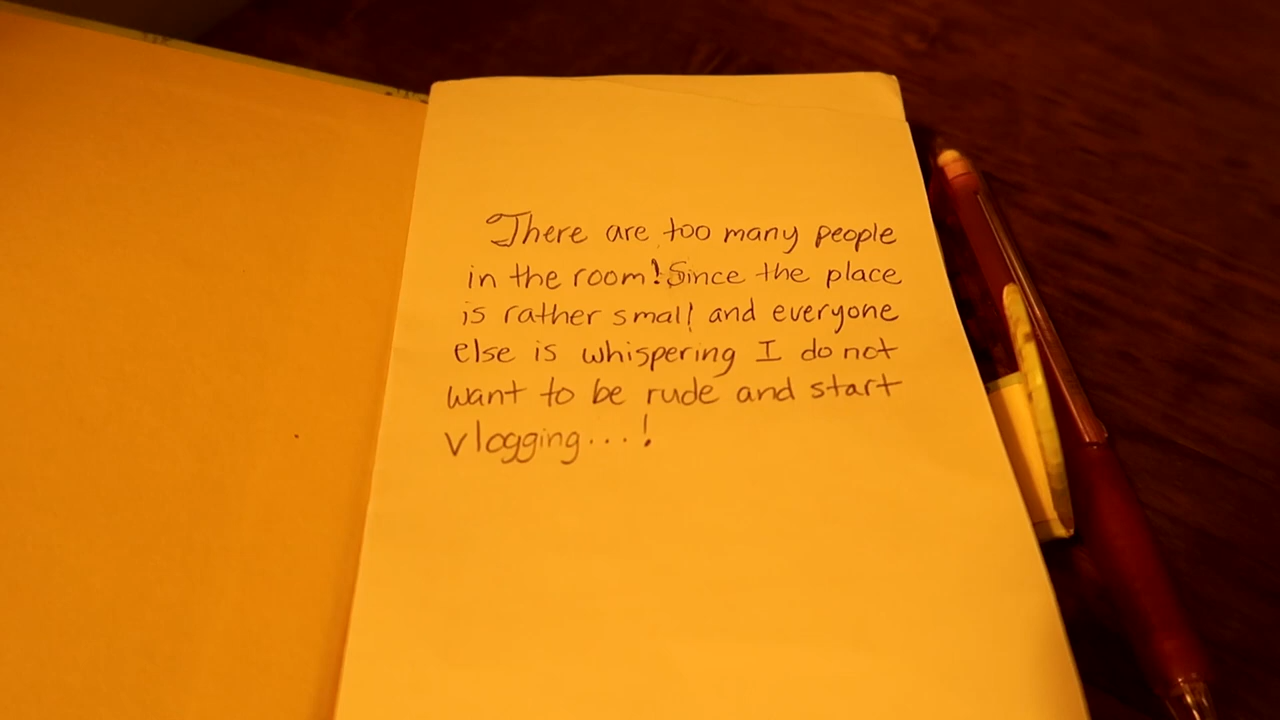 There are too many people
in the room! Since the place
is rather small and everyone
else is whispering I do not
want to be rude and start
vlogging...!